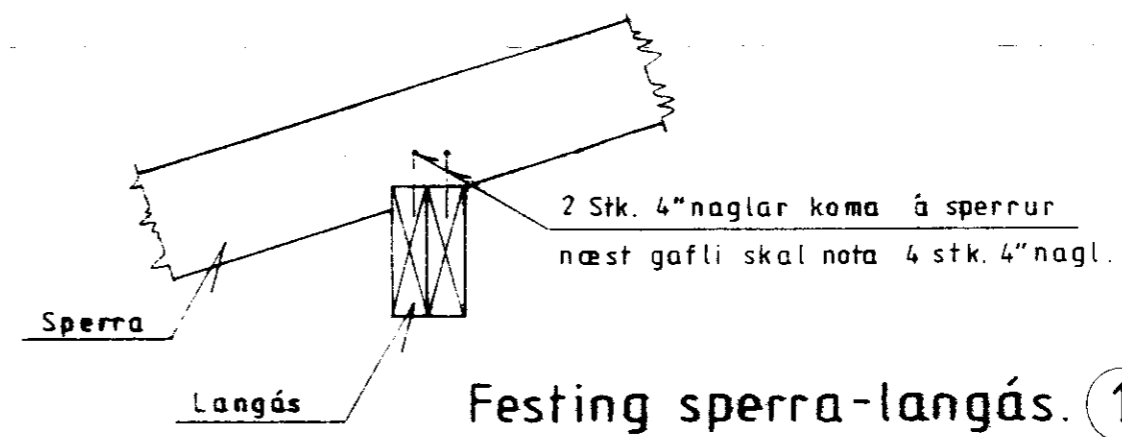 2 Stk. 4" naglar koma á sperrur
næst gafli skal nota 4 stk. 4" nagl.
Sperra
Langás
Festing sperra-langás. 1